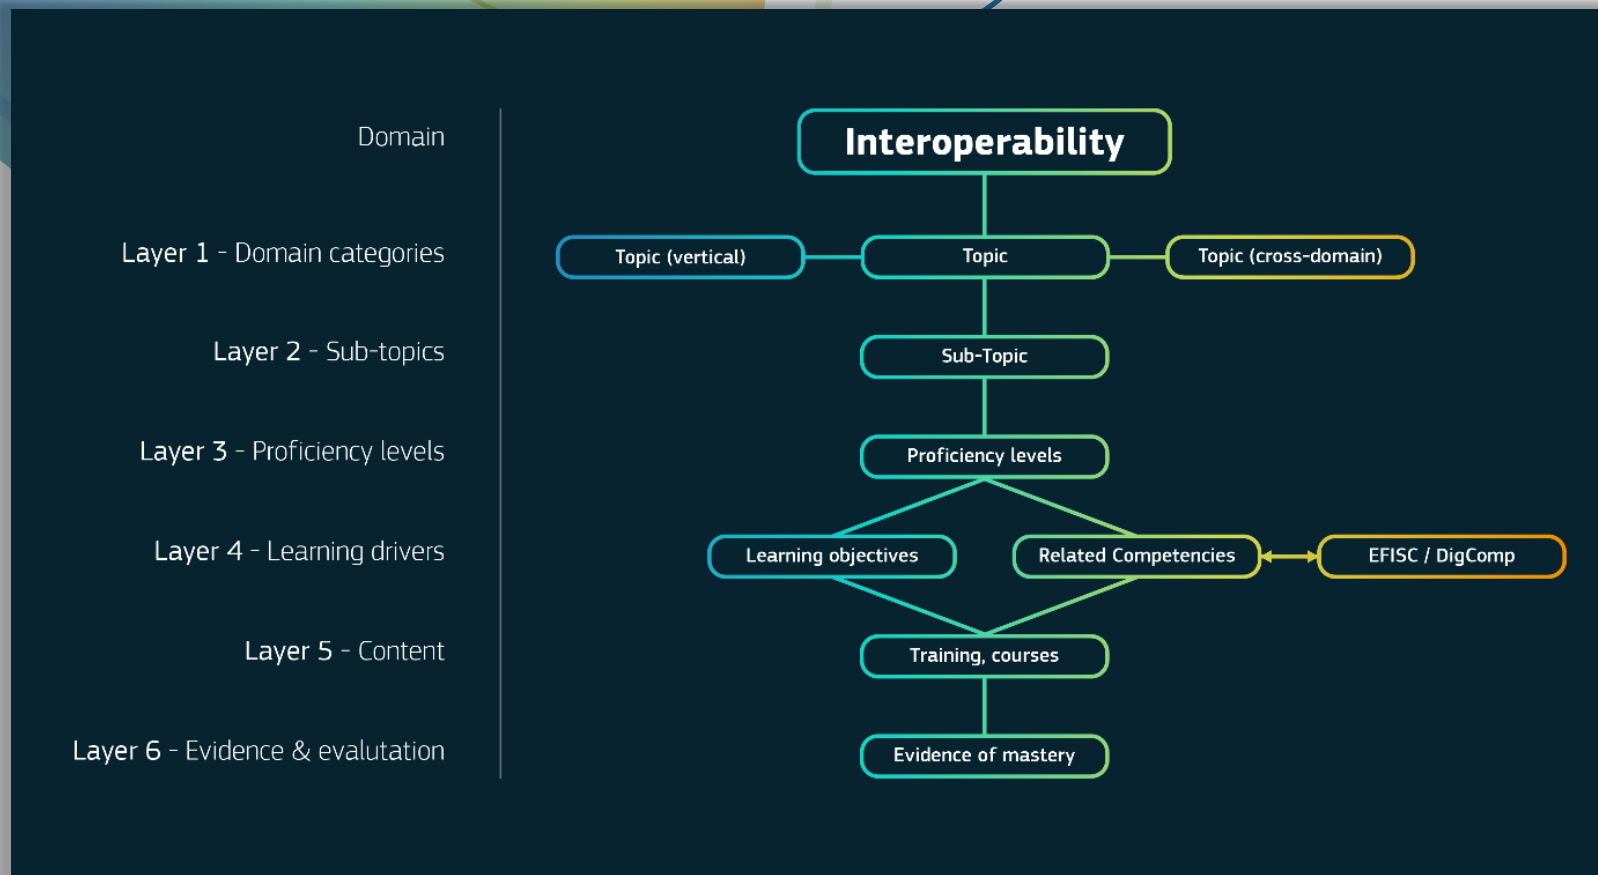 Domain
Interoperability
Layer 1 - Domain categories
Topic (vertical)
Topic
Topic (cross-domain)
Layer 2 - Sub-topics
Sub-Topic
Layer 3 - Proficiency levels
Proficiency levels
Layer 4 - Learning drivers
Learning objectives
Related Competencies
EFISC / DigComp
Layer 5 - Content
Training, courses
Layer 6 - Evidence & evalutation
Evidence of mastery